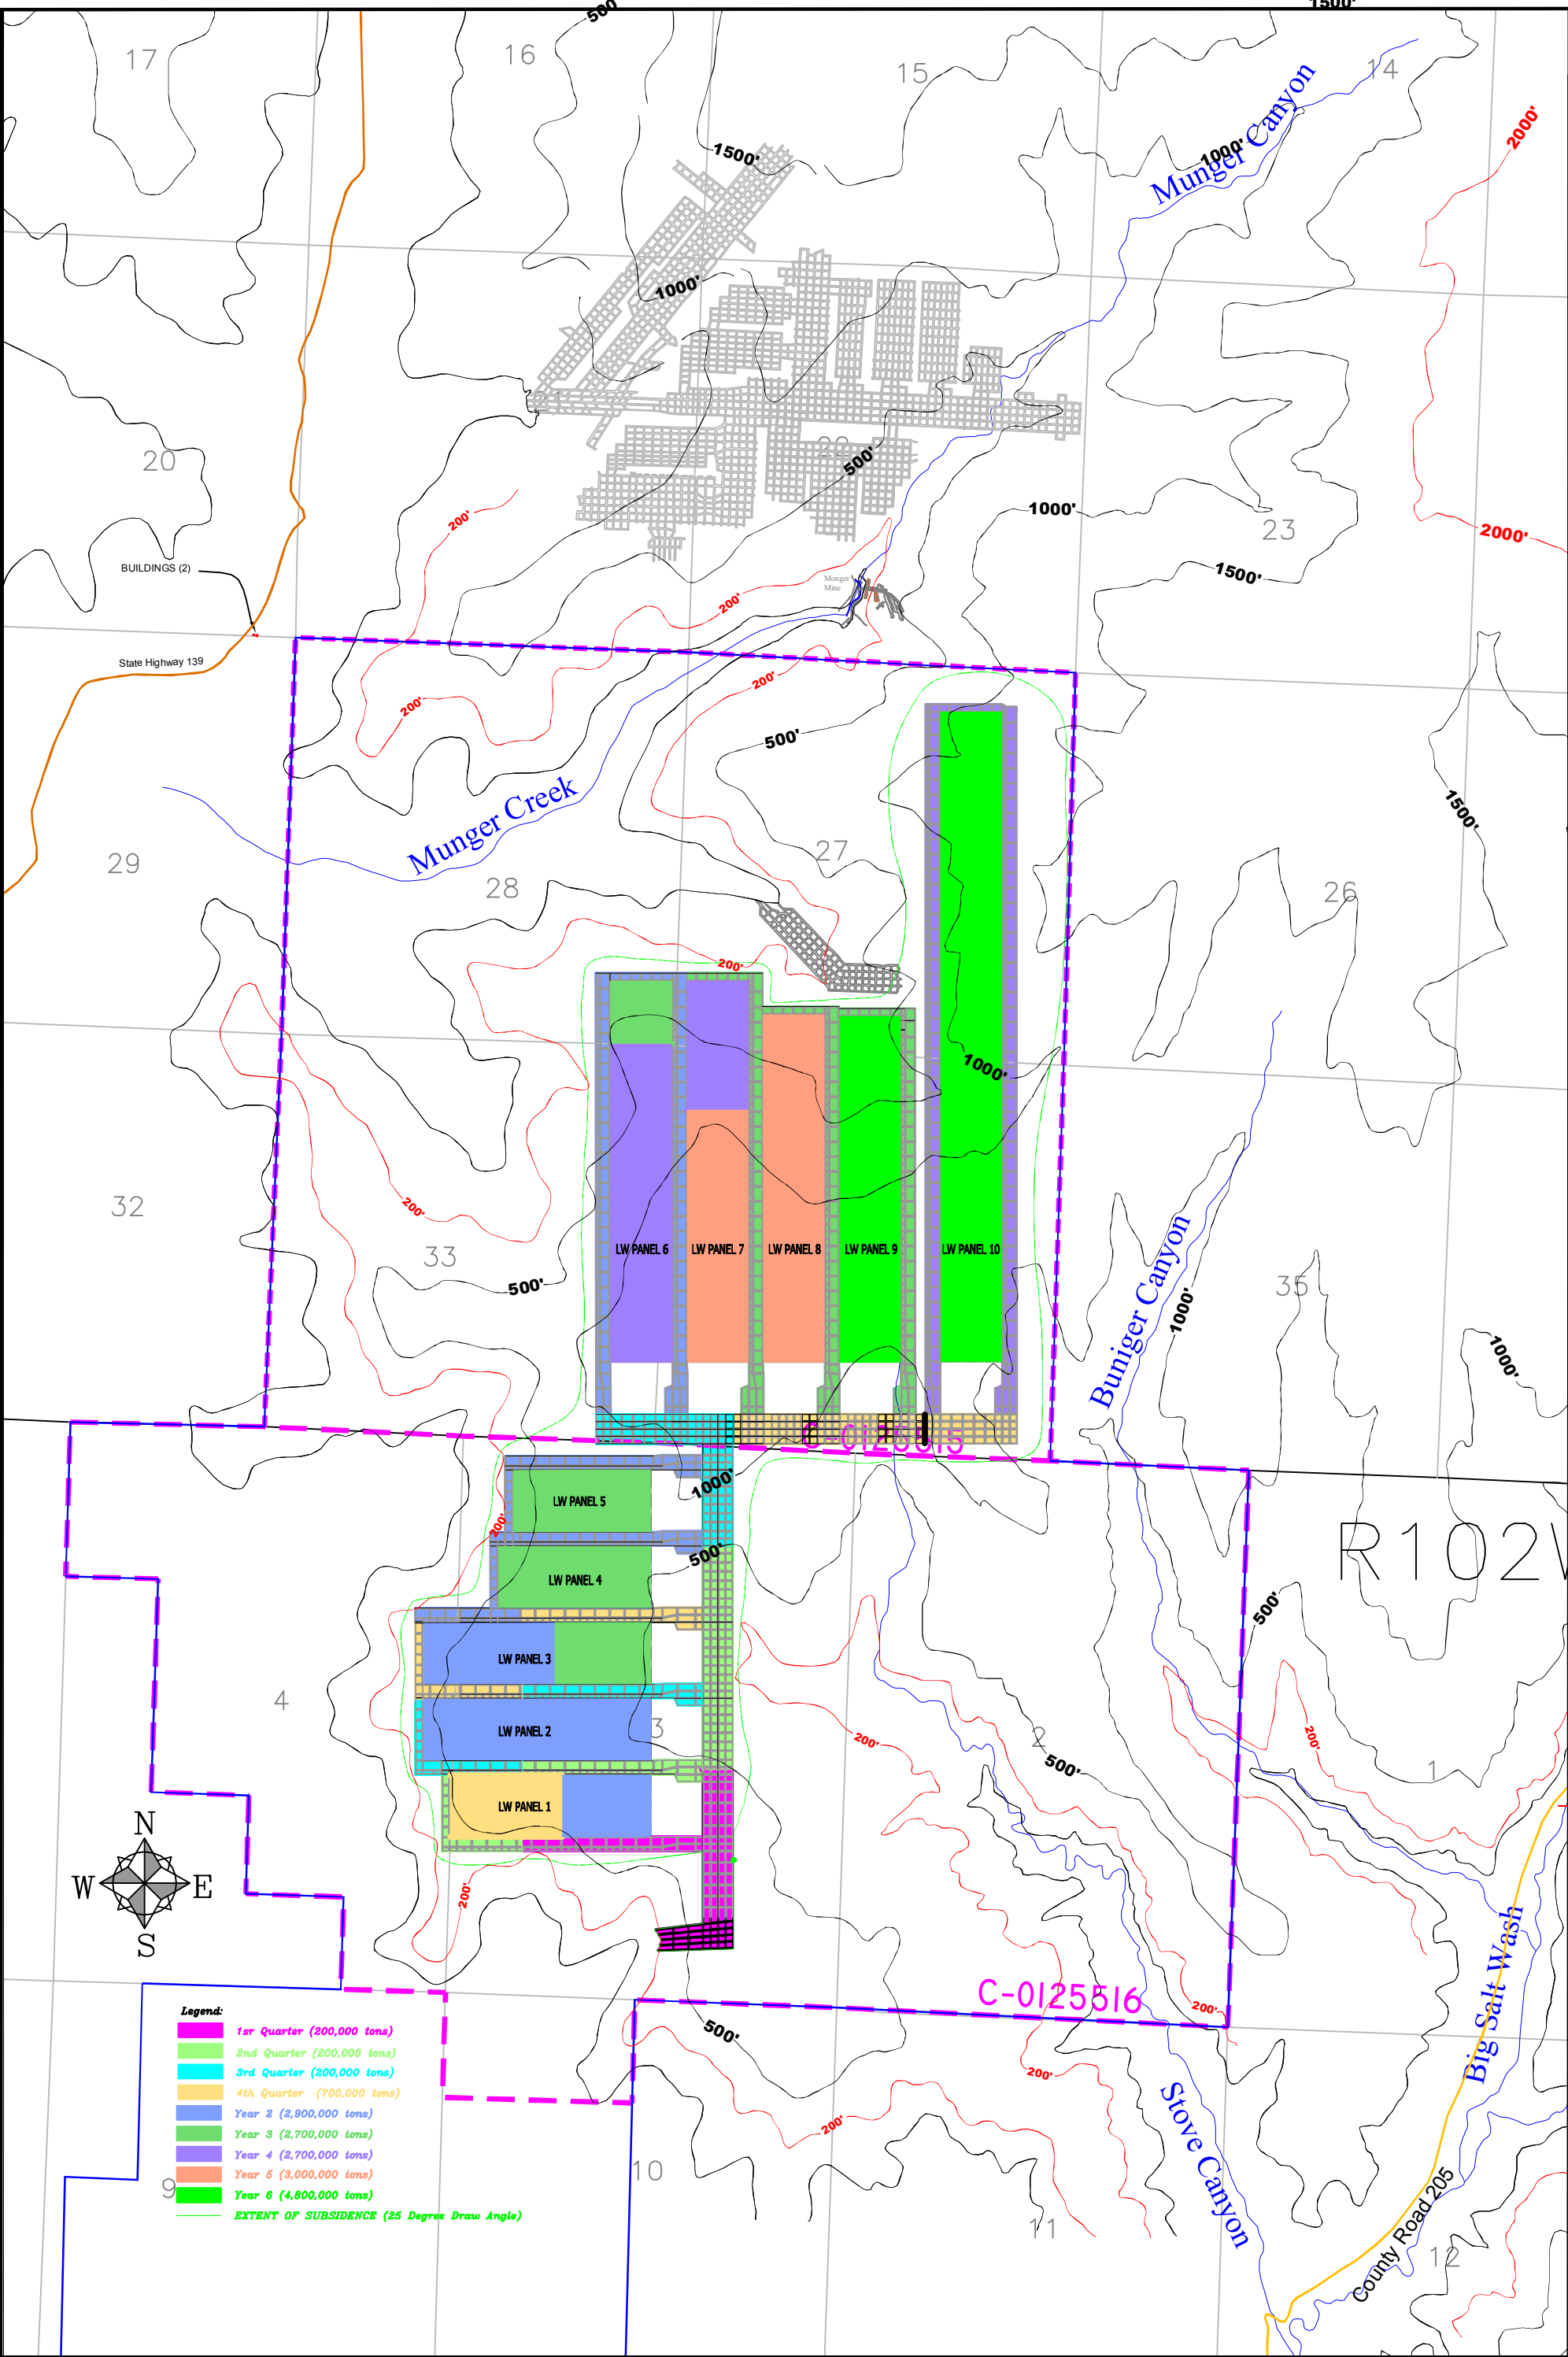 500'
1500'
17
16
15
14
Munger Canyon
1000'
2000'
1500'
1000'
20
500'
200'
1000'
23
2000'
1500'
BUILDINGS (2)
Monger
Mine
200'
State Highway 139
200'
200'
500'
1500'
Munger Creek
29
28
27
26
200'
1000'
32
200'
33
500'
LW PANEL 6
LW PANEL 7
LW PANEL 8
LW PANEL 9
LW PANEL 10
Buniger Canyon
1000'
35
1000'
C-0125515
1000'
LW PANEL 5
200'
500'
R102W
LW PANEL 4
500'
LW PANEL 3
4
3
LW PANEL 2
200'
2
500'
200'
1
LW PANEL 1
N
W
E
S
200'
Big Salt Wash
C-0125516
200'
500'
Legend:
1sr Quarter (200,000 tons)
2nd Quarter (200,000 tons)
3rd Quarter (200,000 tons)
4th Quarter (700,000 tons)
Year 2 (2,900,000 tons)
Year 3 (2,700,000 tons)
Year 4 (2,700,000 tons)
Year 5 (3,000,000 tons)
Year 6 (4,800,000 tons)
EXTENT OF SUBSIDENCE (25 Degree Draw Angle)
200'
200'
Stove Canyon
9
10
11
County Road 205
12